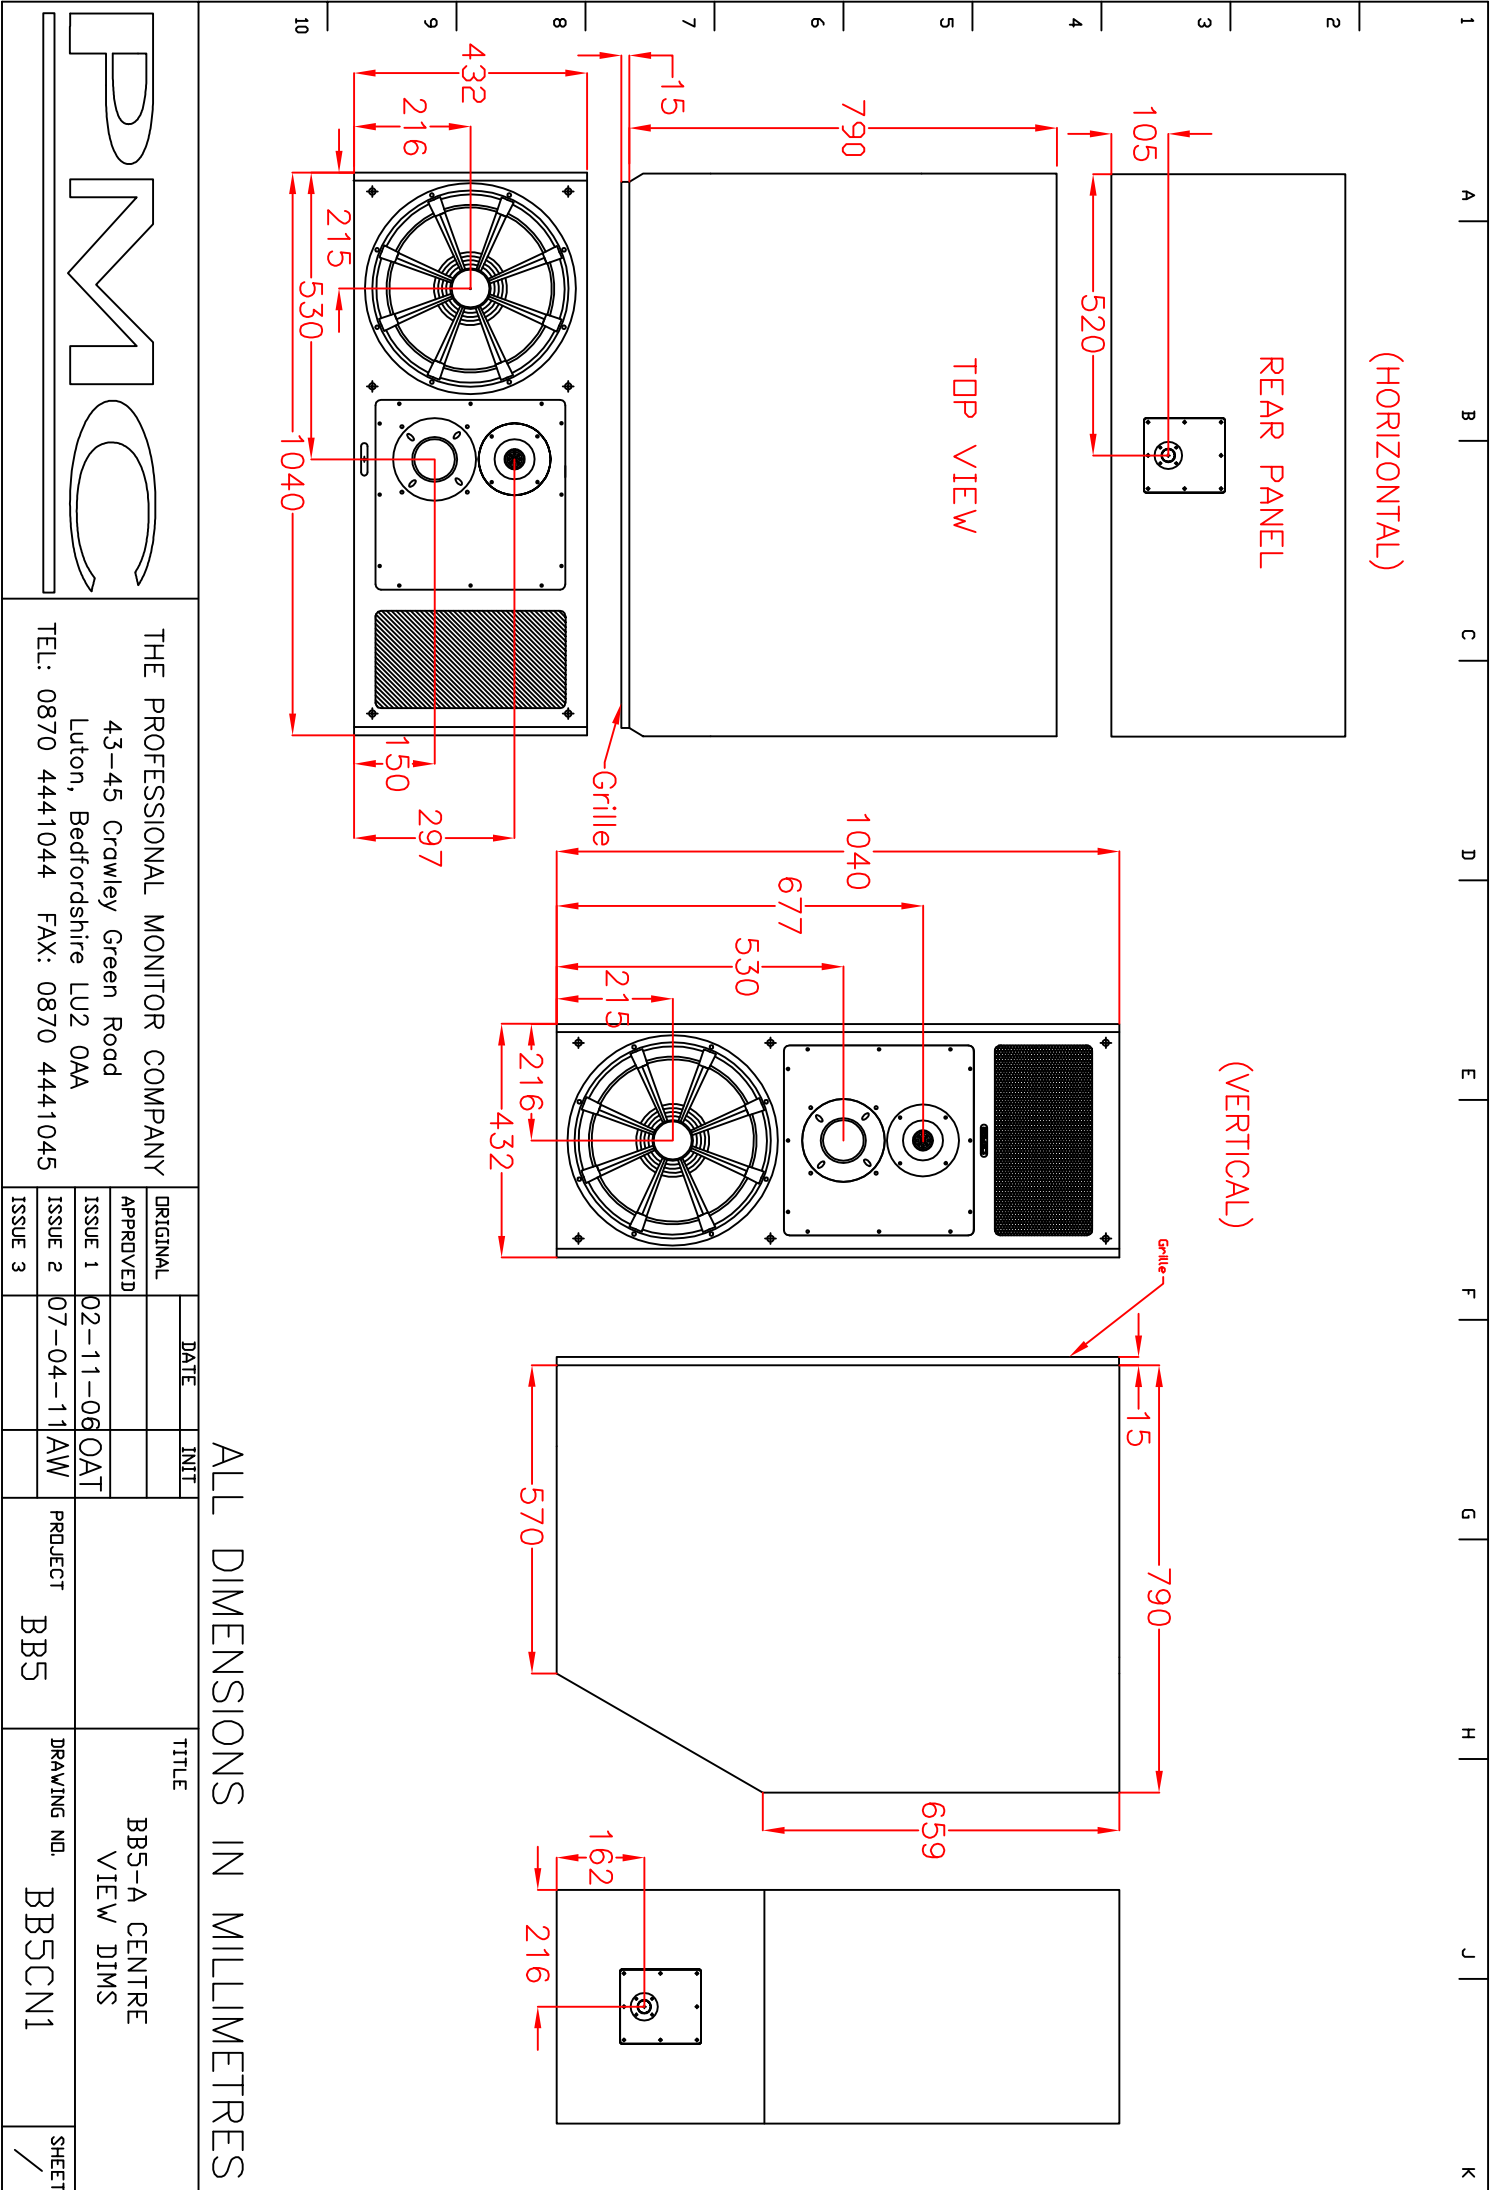 1
2
3
4
5
6
7
8
9
10
A
B
C
D
E
F
G
H
J
K
(HORIZONTAL)
REAR PANEL
105
520
TOP VIEW
790
15
Grille
432
216
215
530
1040
150
297
(VERTICAL)
1040
677
530
215
216
432
Grille
15
790
570
659
162
216
ALL DIMENSIONS IN MILLIMETRES
PMC
THE PROFESSIONAL MONITOR COMPANY
43-45 Crawley Green Road
Luton, Bedfordshire LU2 0AA
TEL: 0870 4441044 FAX: 0870 4441045
DATE INIT
ORIGINAL
APPROVED
ISSUE 1 02-11-06 OAT
ISSUE 2 07-04-11 AW
ISSUE 3
PROJECT
BB5
TITLE
BB5-A CENTRE
VIEW DIMS
DRAWING NO.
BB5CN1
SHEET
/